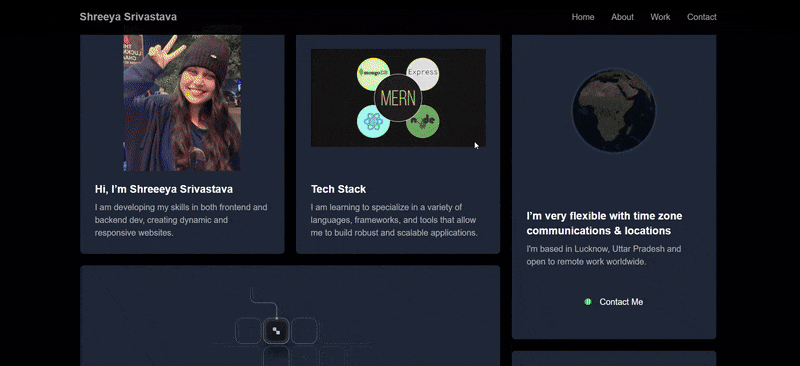 Shreeya Srivastava
Home About Work Contact
mongoDB
Express
MERN
node
Hi, I'm Shreeeya Srivastava
I am developing my skills in both frontend and
backend dev, creating dynamic and
responsive websites.
Tech Stack
I am learning to specialize in a variety of
languages, frameworks, and tools that allow
me to build robust and scalable applications.
I'm very flexible with time zone
communications & locations
I'm based in Lucknow, Uttar Pradesh and
open to remote work worldwide.
Contact Me